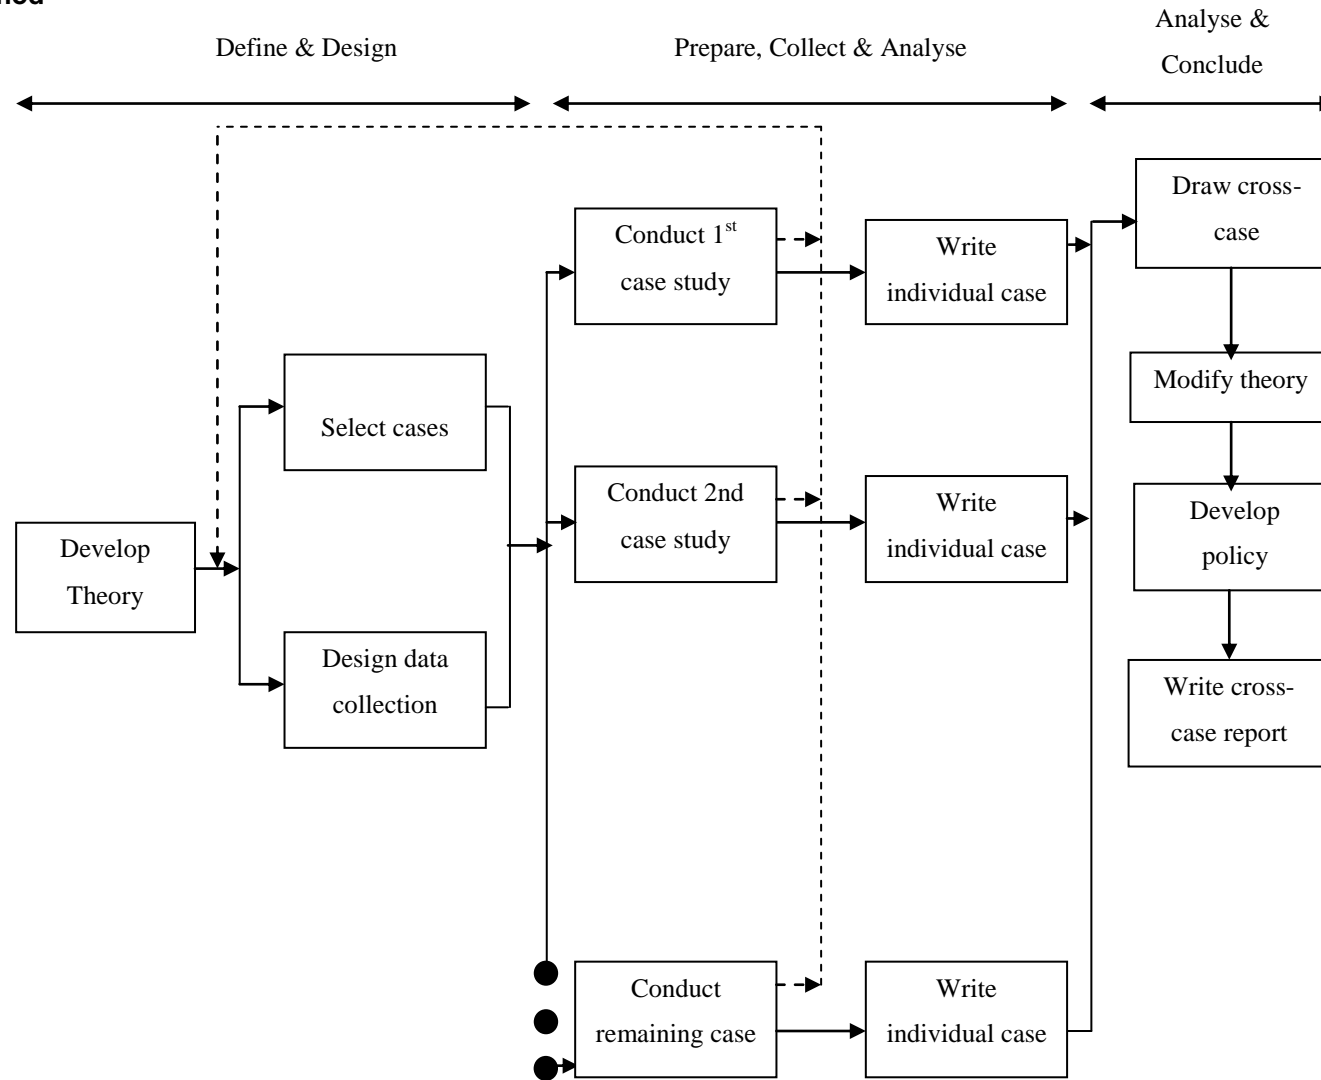 Define & Design
Prepare, Collect & Analyse
Analyse &
Conclude
Conduct 1st
case study
Write
individual case
Draw cross-
case
Select cases
Modify theory
Conduct 2nd
case study
Write
individual case
Develop
policy
Develop
Theory
Design data
collection
Write cross-
case report
Conduct
remaining case
Write
individual case